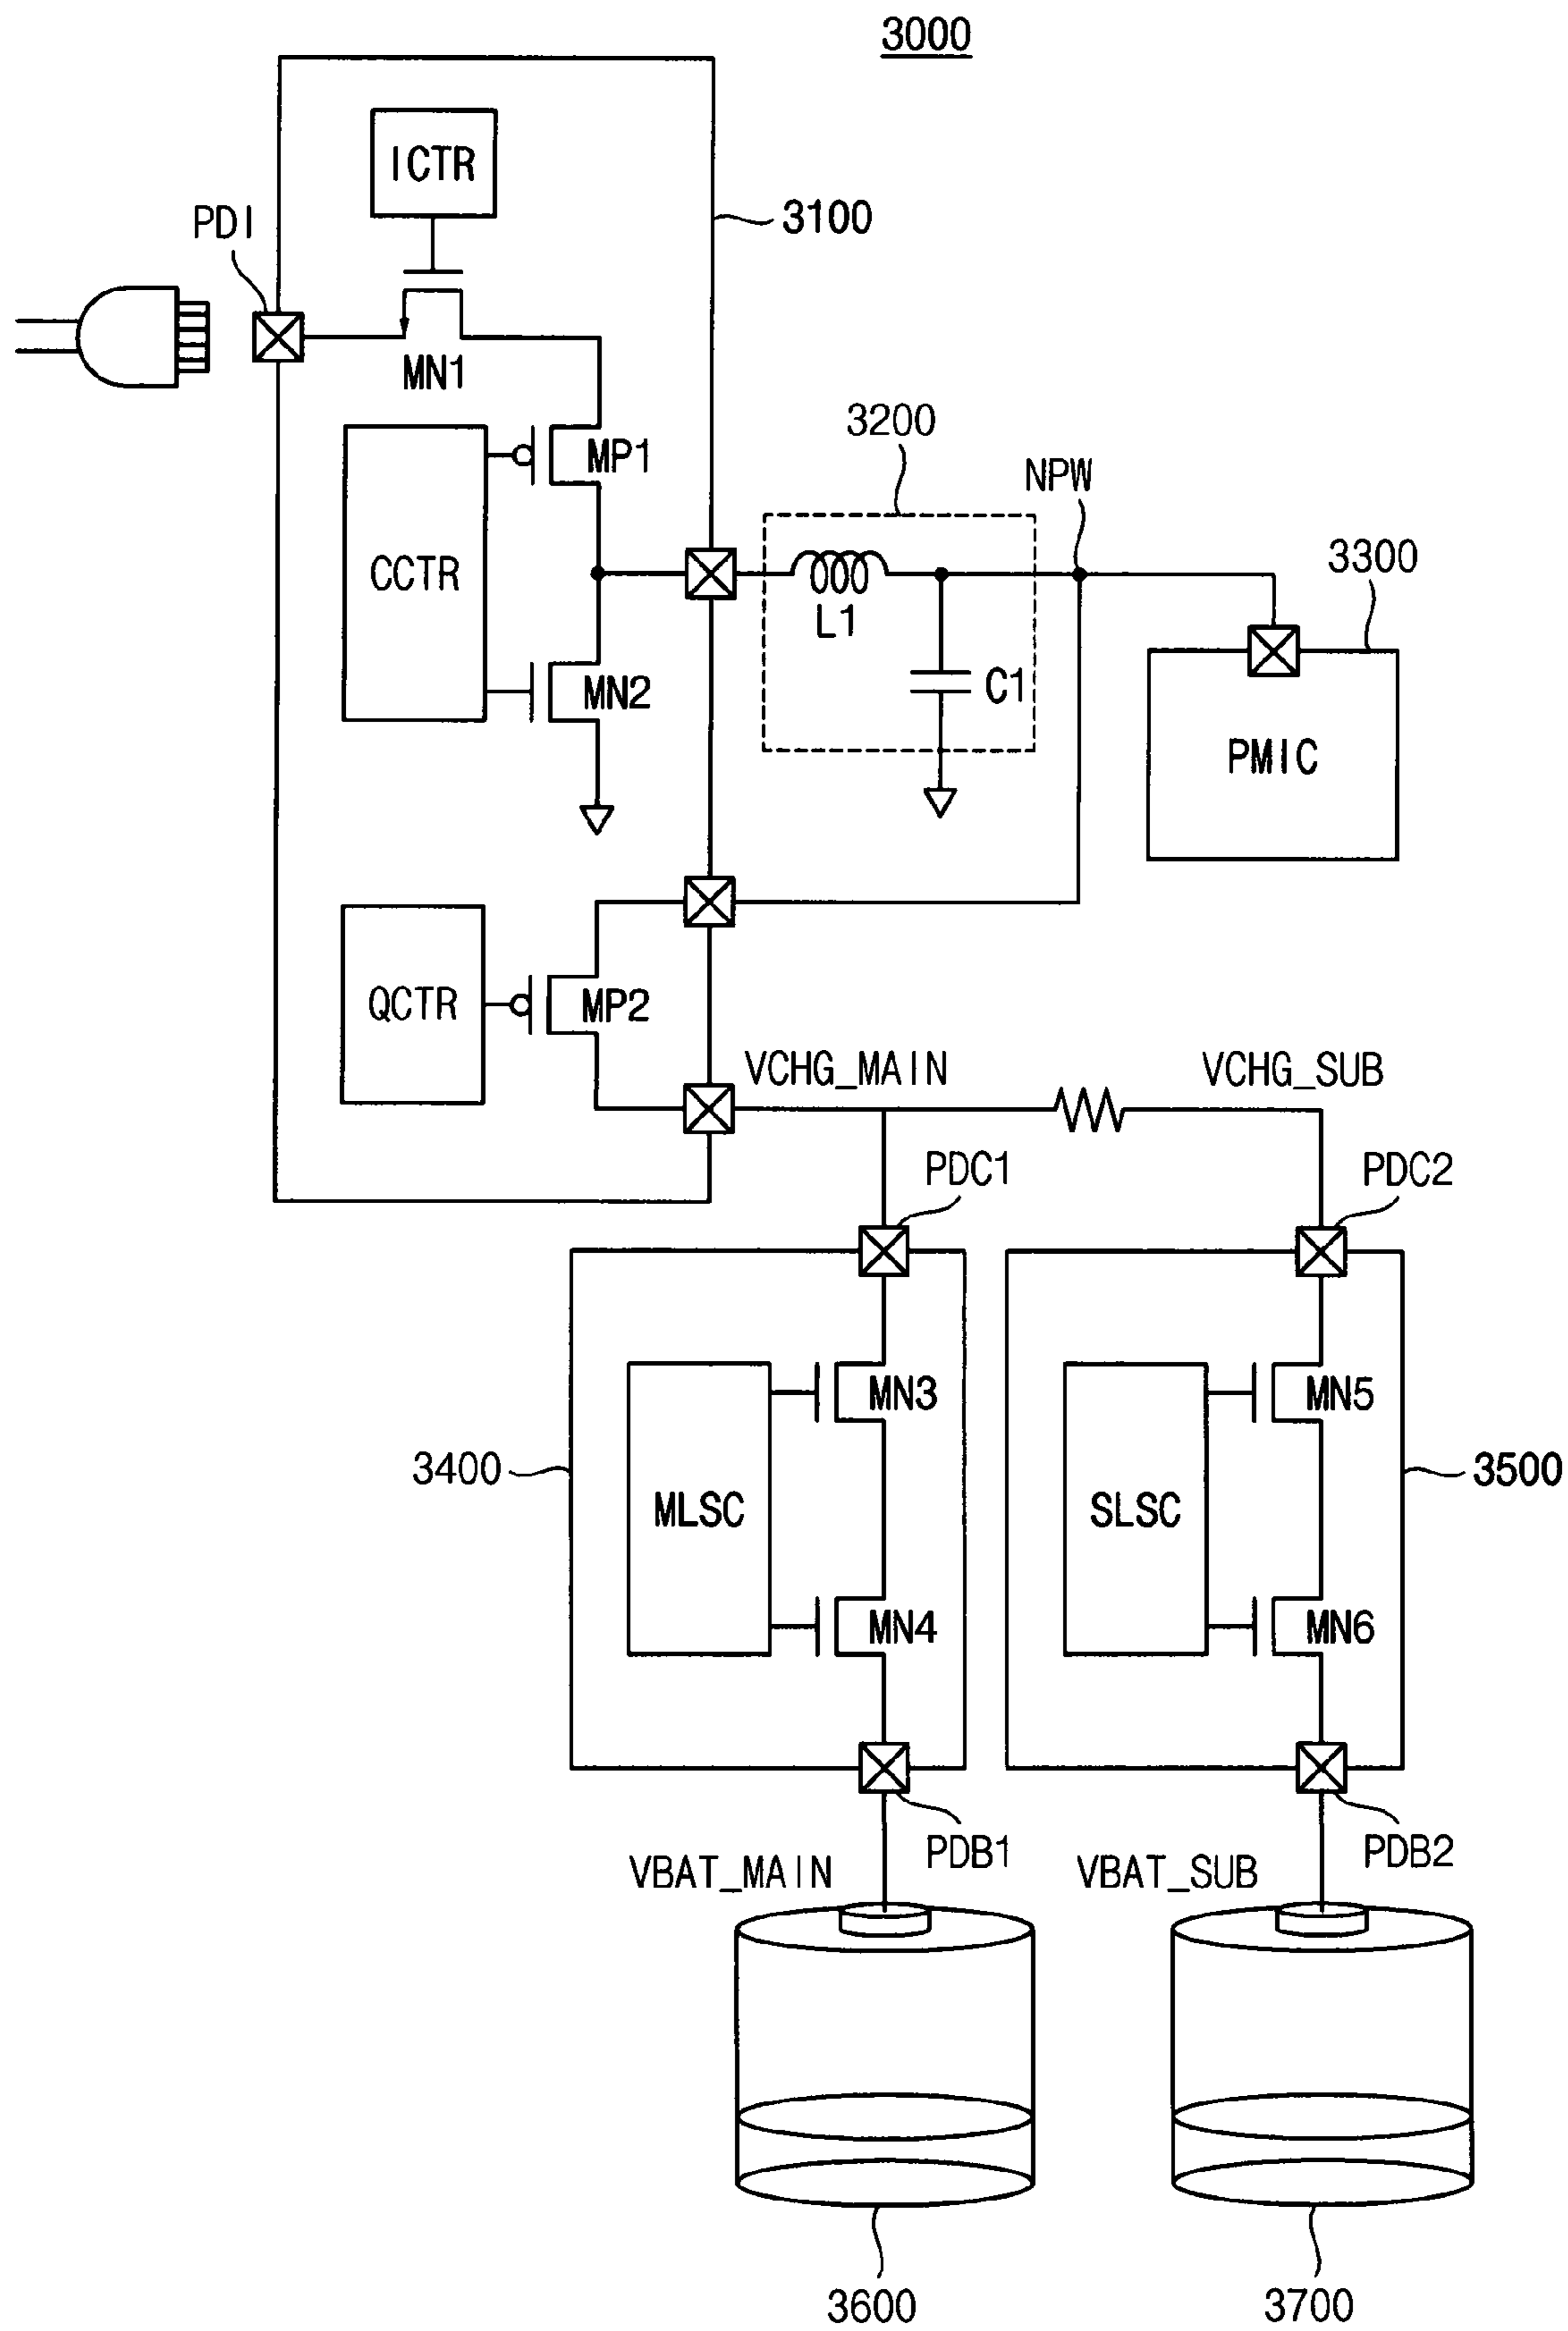 3000
ICTR
PDI
3100
MN1
3200
NPW
MP1
3300
CCTR
L1
MN2
C1
PMIC
QCTR
MP2
VCHG_MAIN
VCHG_SUB
PDC1
PDC2
MN3
MN5
3400
3500
MLSC
SLSC
MN4
MN6
PDB1
PDB2
VBAT_MAIN
VBAT_SUB
3600
3700